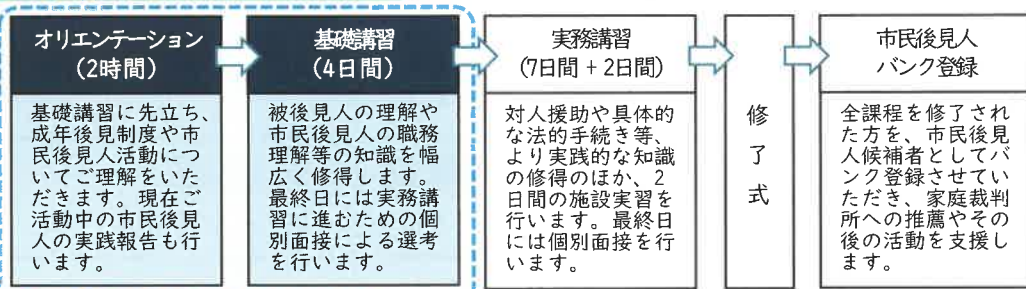 オリエンテーション
(2時間)
基礎講習に先立ち、
成年後見制度や市
民後見人活動につ
いてご理解をいた
だきます。現在ご
活動中の市民後見
人の実践報告も行
います。
基礎講習
(4日間)
被後見人の理解や
市民後見人の職務
理解等の知識を幅
広く修得します。
最終日には実務講
習に進むための個
別面接による選考
を行います。
実務講習
(7日間 + 2日間)
対人援助や具体的
な法的手続き等、
より実践的な知識
の修得のほか、2
日間の施設実習を
行います。最終日
には個別面接を行
います。
修了式
市民後見人
バンク登録
全課程を修了され
た方を、市民後見
人候補者としてバ
ンク登録させてい
ただき、家庭裁判
所への推薦やその
後の活動を支援し
ます。